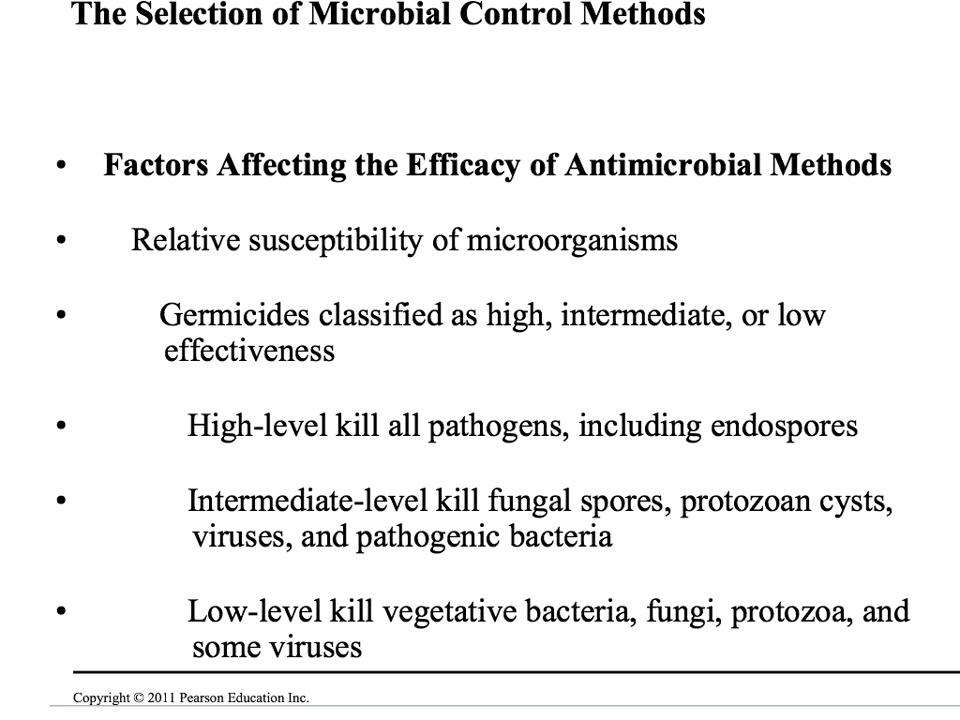 The Selection of Microbial Control Methods
• Factors Affecting the Efficacy of Antimicrobial Methods
• Relative susceptibility of microorganisms
• Germicides classified as high, intermediate, or low
effectiveness
• High-level kill all pathogens, including endospores
• Intermediate-level kill fungal spores, protozoan cysts,
viruses, and pathogenic bacteria
• Low-level kill vegetative bacteria, fungi, protozoa, and
some viruses
Copyright © 2011 Pearson Education Inc.